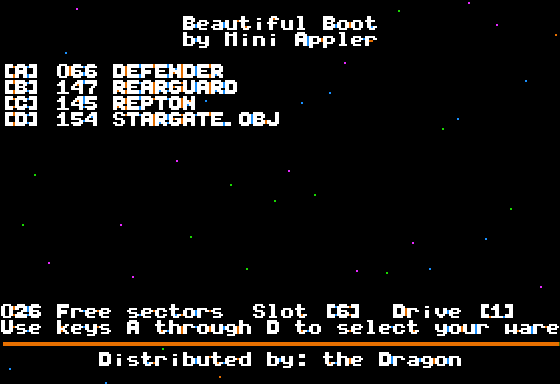 Beautiful Boot
by Mini Appler
[A] 066 DEFENDER
[B] 147 REARGUARD
[C] 145 REPTON
[D] 154 STARGATE.OBJ
026 Free sectors Slot [6] Drive [1]
Use keys A through D to select your ware
Distributed by: the Dragon